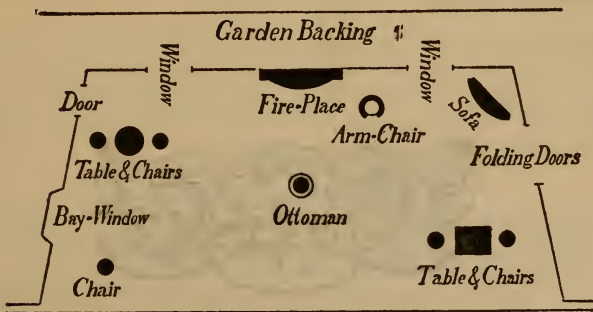 Garden Backing
Window
Window
Door
Fire-Place
Sofa
Arm-Chair
Table & Chairs
Folding Doors
Bay-Window
Ottoman
Chair
Table & Chairs